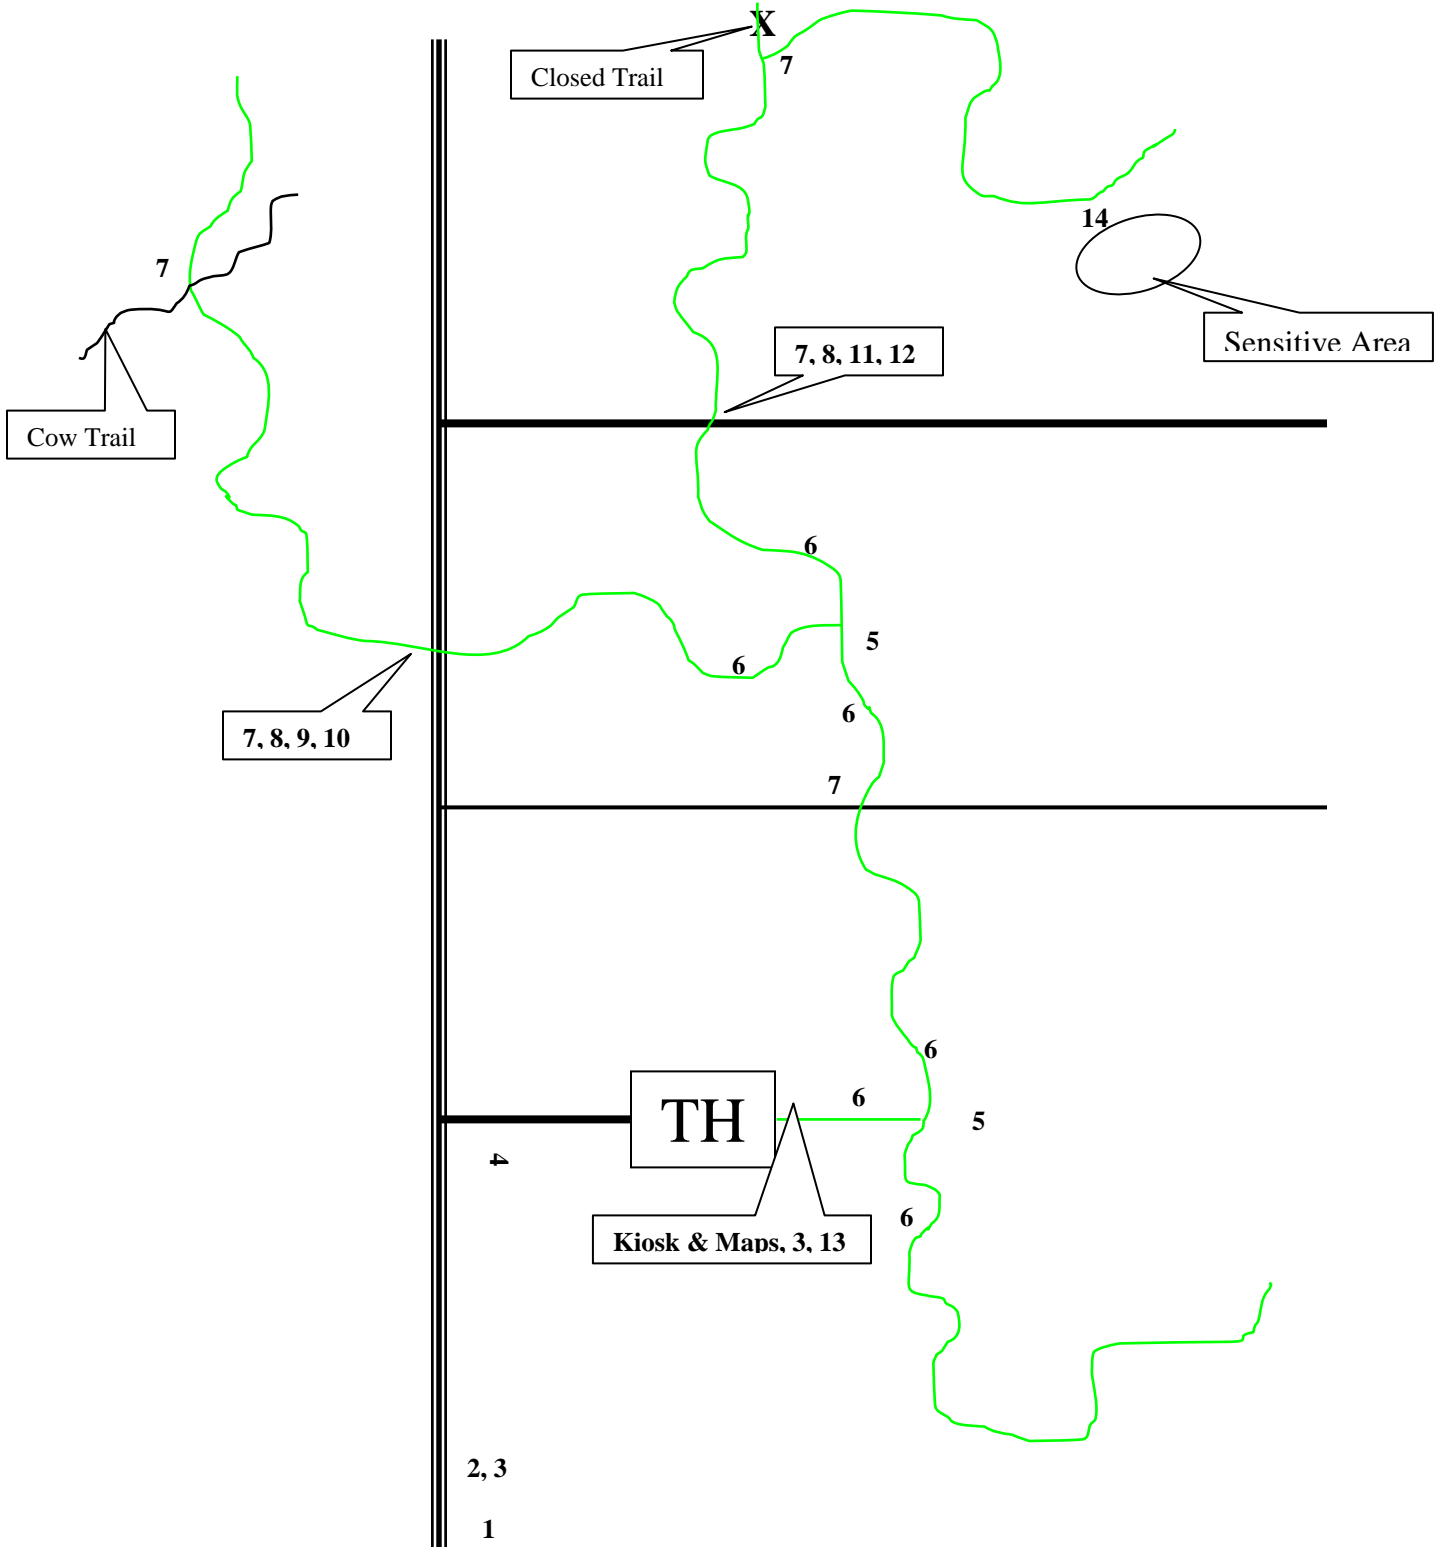 X
7
Closed Trail
14
7
Sensitive Area
7, 8, 11, 12
Cow Trail
6
5
6
6
7, 8, 9, 10
7
6
6
TH
5
4
6
Kiosk & Maps, 3, 13
2, 3
1